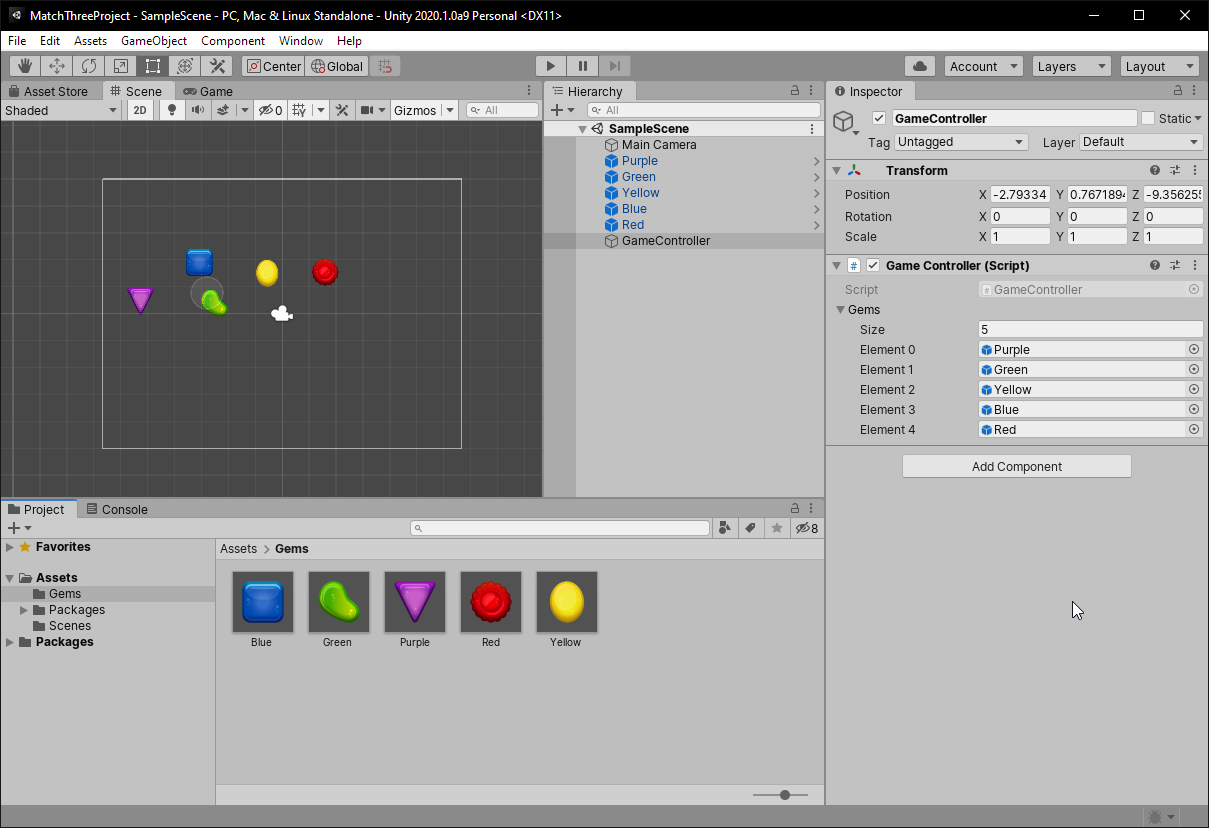 MatchThreeProject - SampleScene - PC, Mac & Linux Standalone - Unity 2020.1.0a9 Personal <DX11>
File Edit Assets GameObject Component Window Help
Center Global Account Layers Layout
Asset Store Scene Game
Shaded 2D 0 Gizmos All
Hierarchy
All
SampleScene
Main Camera
Purple
Green
Yellow
Blue
Red
GameController
Inspector
GameController Static
Tag Untagged Layer Default
Transform
Position X -2.79334 Y 0.7671894 Z -9.356255
Rotation X 0 Y 0 Z 0
Scale X 1 Y 1 Z 1
# Game Controller (Script)
Script # GameController
Gems
Size 5
Element 0 Purple
Element 1 Green
Element 2 Yellow
Element 3 Blue
Element 4 Red
Add Component
Project Console
8
Favorites
Assets
Gems
Packages
Scenes
Packages
Assets > Gems
Blue Green Purple Red Yellow